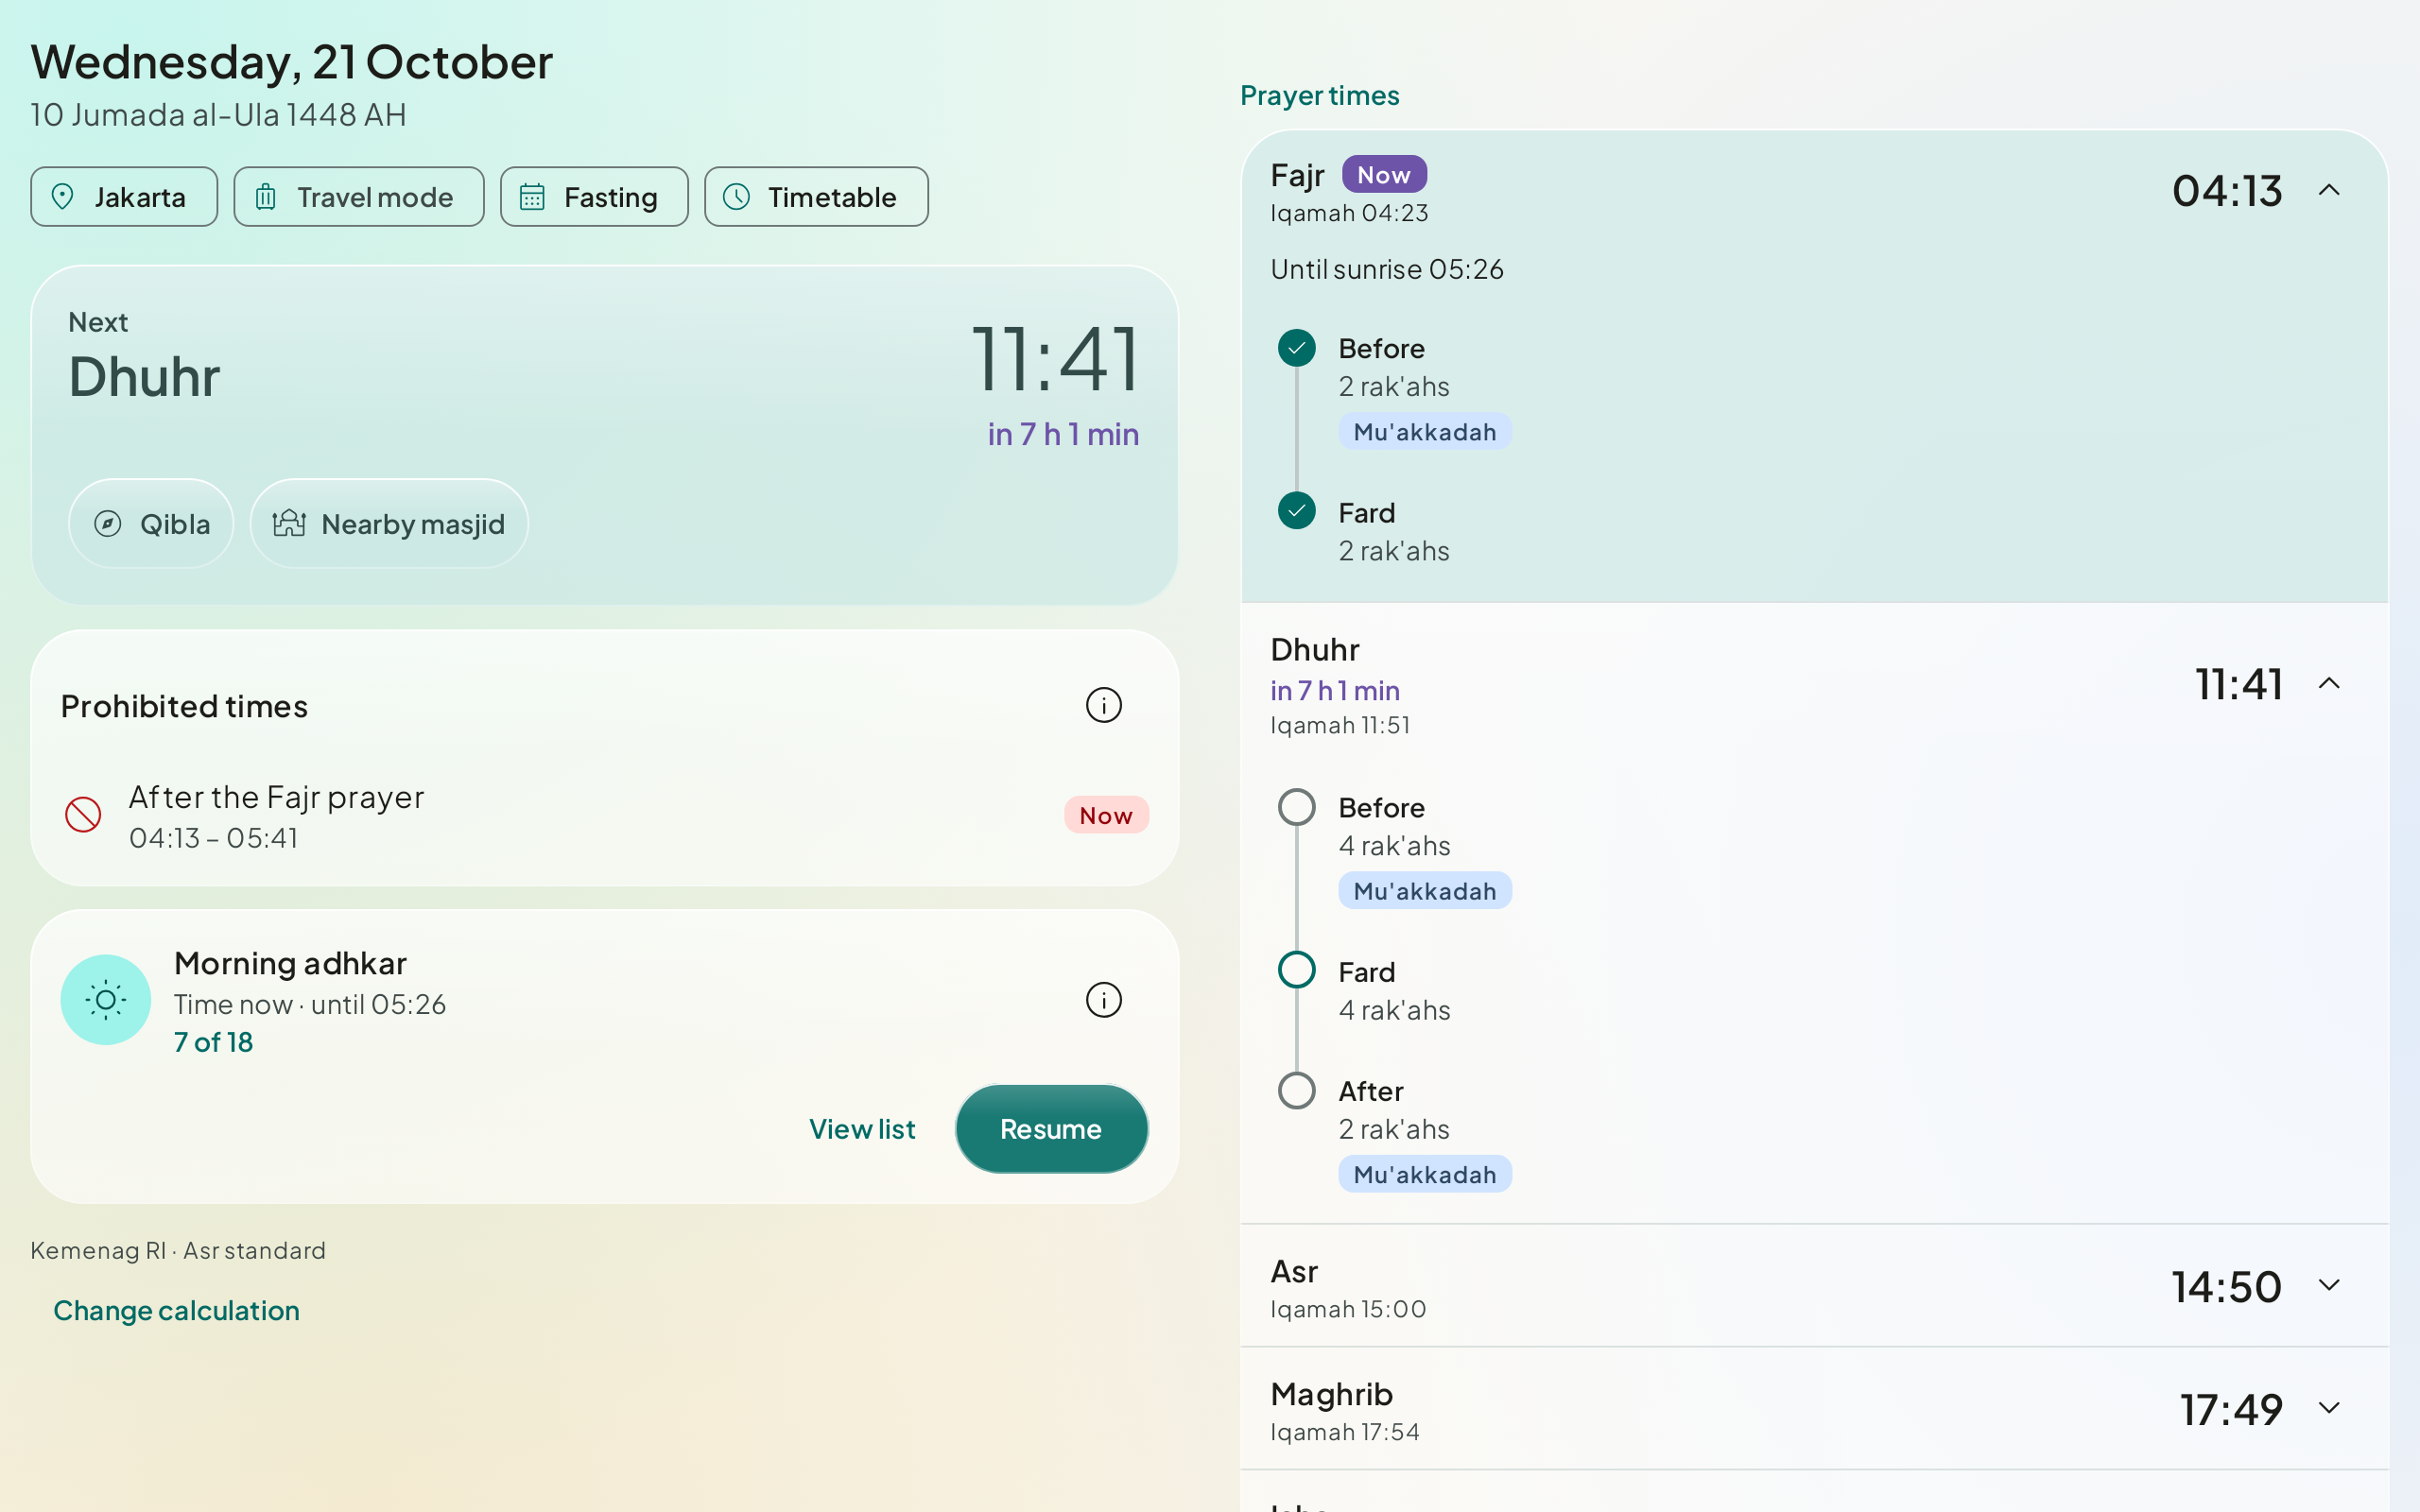 Wednesday, 21 October
10 Jumada al-Ula 1448 AH
Jakarta
Travel mode
Fasting
Timetable
Next
Dhuhr
11:41
in 7 h 1 min
Qibla
Nearby masjid
Prohibited times
After the Fajr prayer
04:13 – 05:41
Now
Morning adhkar
Time now · until 05:26
7 of 18
View list
Resume
Kemenag RI · Asr standard
Change calculation
Prayer times
Fajr
Now
Iqamah 04:23
04:13
Until sunrise 05:26
Before
2 rak'ahs
Mu'akkadah
Fard
2 rak'ahs
Dhuhr
in 7 h 1 min
Iqamah 11:51
11:41
Before
4 rak'ahs
Mu'akkadah
Fard
4 rak'ahs
After
2 rak'ahs
Mu'akkadah
Asr
Iqamah 15:00
14:50
Maghrib
Iqamah 17:54
17:49